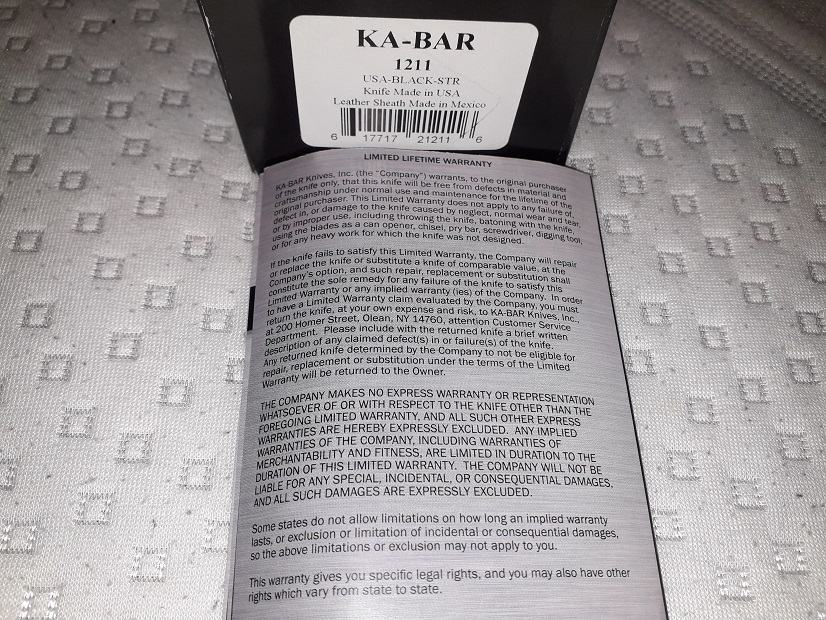 KA-BAR
1211
USA-BLACK-STR
Knife Made in USA
Leather Sheath Made in Mexico
6 17717 21211 6
LIMITED LIFETIME WARRANTY
KA-BAR Knives, Inc. (the "Company") warrants, to the original purchaser
of the knife only, that this knife will be free from defects in material and
craftsmanship under normal use and maintenance for the lifetime of the
original purchaser. This Limited Warranty does not apply to any failure of,
defect in, or damage to the knife caused by neglect, normal wear and tear,
or by improper use, including throwing the knife, batoning with the knife,
using the blades as a can opener, chisel, pry bar, screwdriver, digging tool,
or for any heavy work for which the knife was not designed.
If the knife fails to satisfy this Limited Warranty, the Company will repair
or replace the knife or substitute a knife of comparable value, at the
Company's option, and such repair, replacement or substitution shall
constitute the sole remedy for any failure of the knife to satisfy this
Limited Warranty or any implied warranty (ies) of the Company. In order
to have a Limited Warranty claim evaluated by the Company, you must
return the knife, at your own expense and risk, to KA-BAR Knives, Inc.,
at 200 Homer Street, Olean, NY 14760, attention Customer Service
Department. Please include with the returned knife a brief written
description of any claimed defect(s) in or failure(s) of the knife.
Any returned knife determined by the Company to not be eligible for
repair, replacement or substitution under the terms of the Limited
Warranty will be returned to the Owner.
THE COMPANY MAKES NO EXPRESS WARRANTY OR REPRESENTATION
WHATSOEVER OF OR WITH RESPECT TO THE KNIFE OTHER THAN THE
FOREGOING LIMITED WARRANTY, AND ALL SUCH OTHER EXPRESS
WARRANTIES ARE HEREBY EXPRESSLY EXCLUDED. ANY IMPLIED
WARRANTIES OF THE COMPANY, INCLUDING WARRANTIES OF
MERCHANTABILITY AND FITNESS, ARE LIMITED IN DURATION TO THE
DURATION OF THIS LIMITED WARRANTY. THE COMPANY WILL NOT BE
LIABLE FOR ANY SPECIAL, INCIDENTAL, OR CONSEQUENTIAL DAMAGES,
AND ALL SUCH DAMAGES ARE EXPRESSLY EXCLUDED.
Some states do not allow limitations on how long an implied warranty
lasts, or exclusion or limitation of incidental or consequential damages,
so the above limitations or exclusion may not apply to you.
This warranty gives you specific legal rights, and you may also have other
rights which vary from state to state.